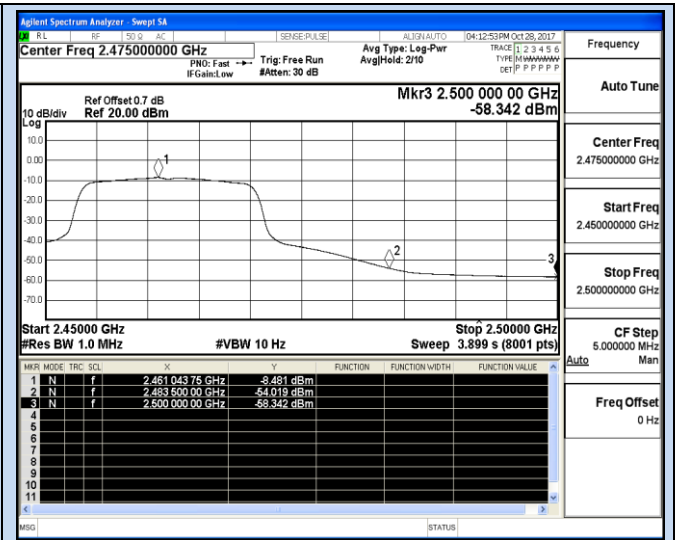 Agilent Spectrum Analyzer - Swept SA
RL RF 50 Ω AC SENSE:PULSE ALIGN AUTO 04:12:53 PM Oct 28, 2017
Center Freq 2.475000000 GHz
PNO: Fast Trig: Free Run
IFGain:Low #Atten: 30 dB
Avg Type: Log-Pwr
Avg|Hold: 2/10
TRACE 1 2 3 4 5 6
TYPE M
DET P P P P P P
Ref Offset 0.7 dB
10 dB/div Ref 20.00 dBm
Log
Mkr3 2.500 000 00 GHz
-58.342 dBm
10.0
0.00
-10.0
-20.0
-30.0
-40.0
-50.0
-60.0
-70.0
1
2
3
Start 2.45000 GHz Stop 2.50000 GHz
#Res BW 1.0 MHz #VBW 10 Hz Sweep 3.899 s (8001 pts)
MKR MODE TRC SCL X Y FUNCTION FUNCTION WIDTH FUNCTION VALUE
1 N f 2.461 043 75 GHz -8.481 dBm
2 N f 2.483 500 00 GHz -54.019 dBm
3 N f 2.500 000 00 GHz -58.342 dBm
4
5
6
7
8
9
10
11
MSG STATUS
Frequency
Auto Tune
Center Freq
2.475000000 GHz
Start Freq
2.450000000 GHz
Stop Freq
2.500000000 GHz
CF Step
5.000000 MHz
Auto Man
Freq Offset
0 Hz